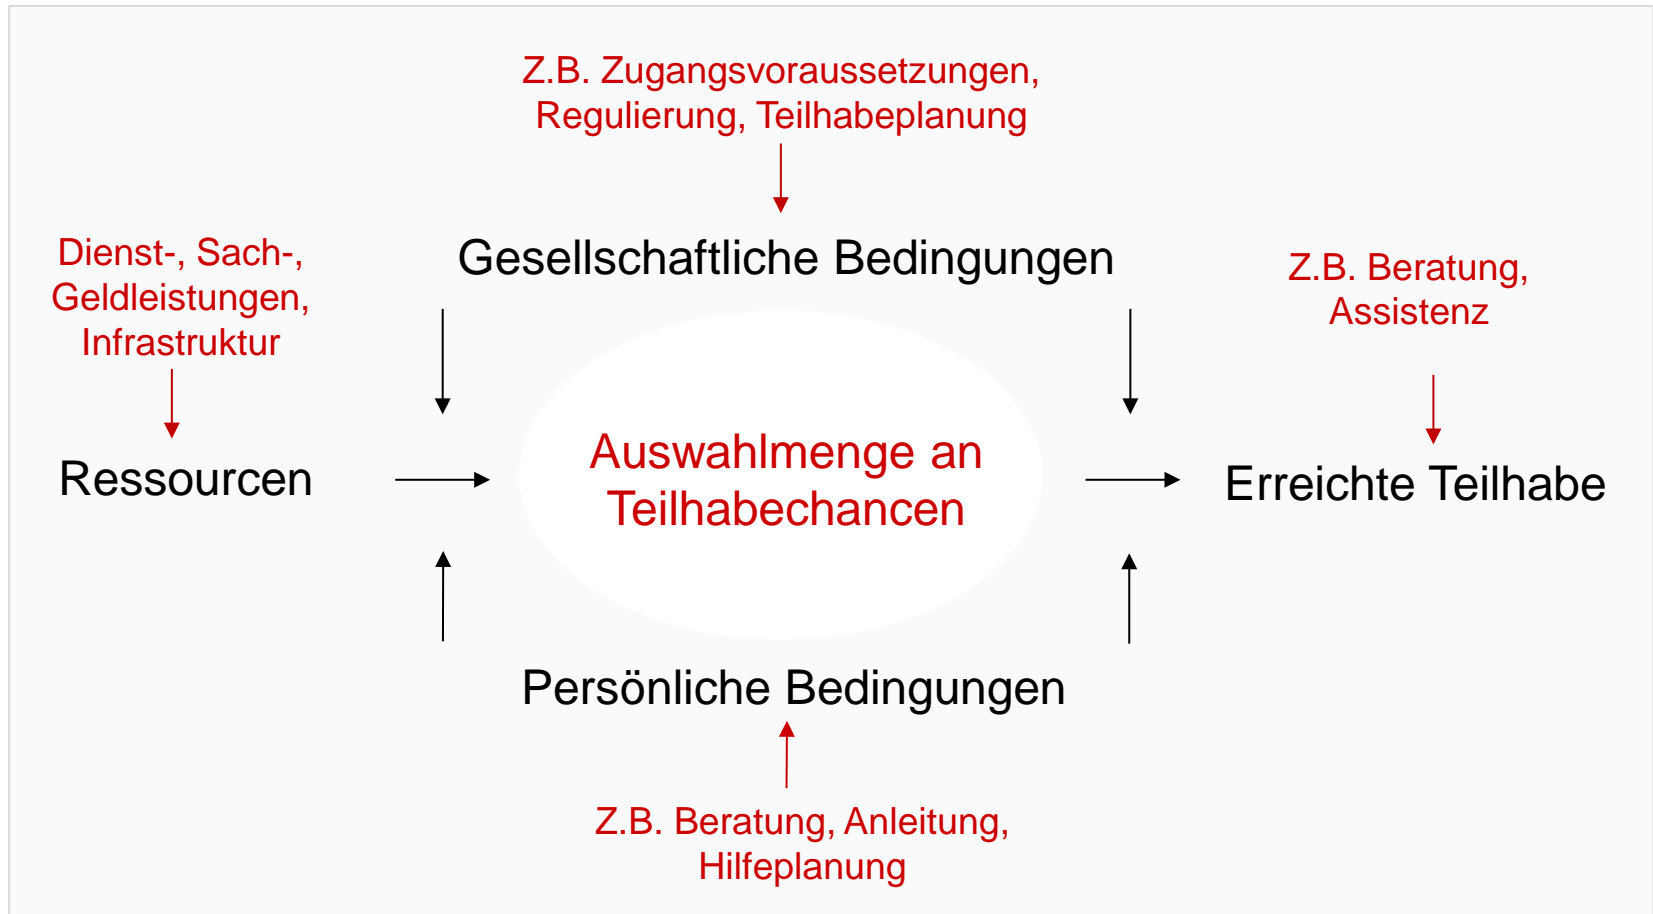 Z.B. Zugangsvoraussetzungen,
Regulierung, Teilhabeplanung
Dienst-, Sach-,
Geldleistungen,
Infrastruktur
Gesellschaftliche Bedingungen
Z.B. Beratung,
Assistenz
Ressourcen
Auswahlmenge an
Teilhabechancen
Erreichte Teilhabe
Persönliche Bedingungen
Z.B. Beratung, Anleitung,
Hilfeplanung